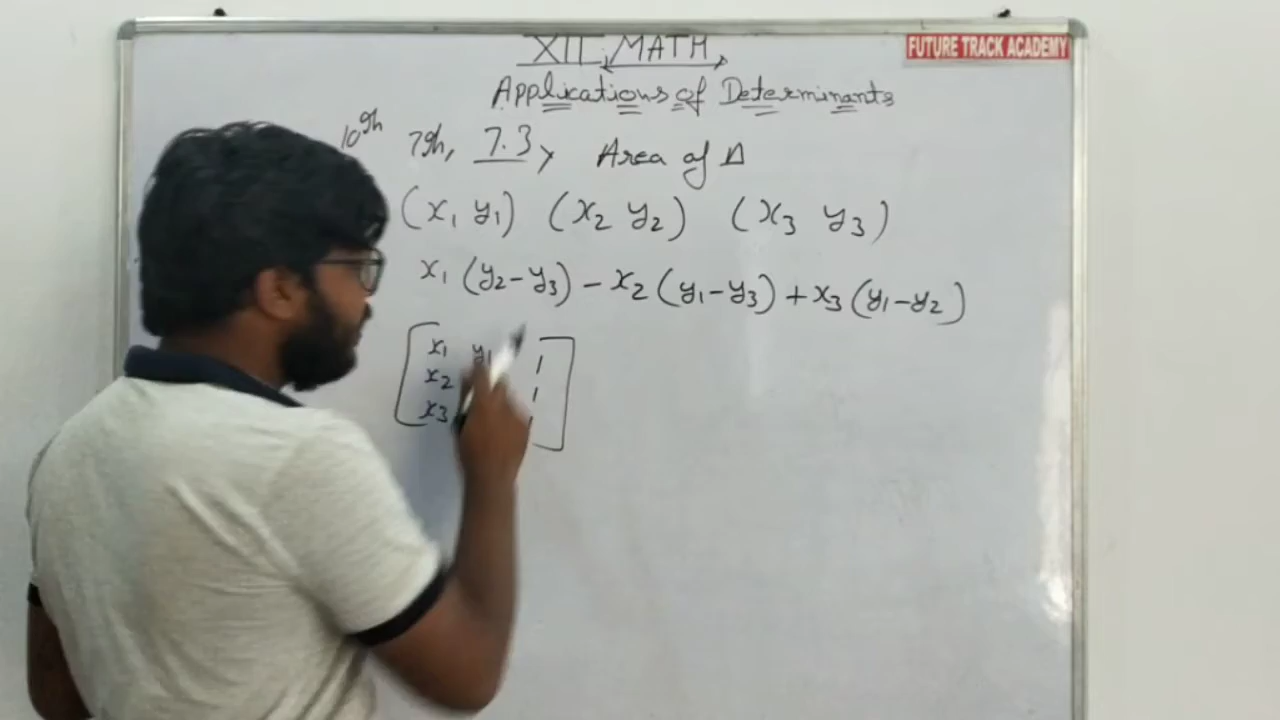 XII MATH
FUTURE TRACK ACADEMY
Applications of Determinants
10th 7th, 7.3, Area of Δ
(x₁ y₁) (x₂ y₂) (x₃ y₃)
x₁(y₂-y₃) - x₂(y₁-y₃) + x₃(y₁-y₂)
x₁ y₁ 1
x₂ 1
x₃ 1